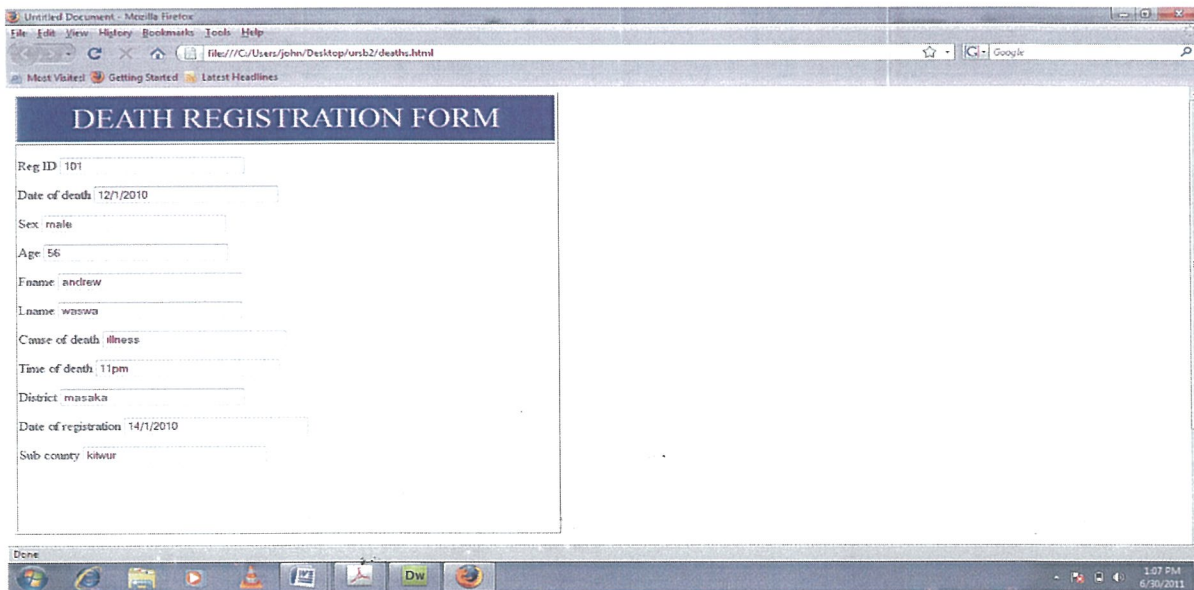 Untitled Document - Mozilla Firefox
File Edit View History Bookmarks Tools Help
file:///C:/Users/john/Desktop/ursb2/deaths.html
Google
Most Visited Getting Started Latest Headlines
DEATH REGISTRATION FORM
Reg ID 101
Date of death 12/1/2010
Sex male
Age 56
Fname andrew
Lname waswa
Cause of death illness
Time of death 11pm
District masaka
Date of registration 14/1/2010
Sub county kitwur
Done
Dw
1:07 PM
6/30/2011